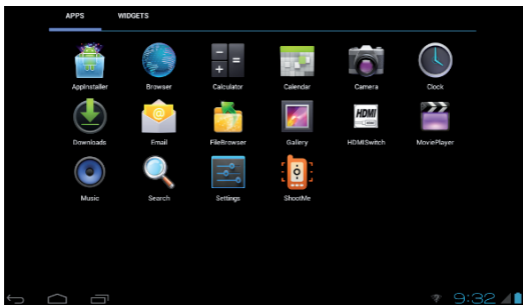 APPS WIDGETS
AppInstaller Browser Calculator Calendar Camera Clock
Downloads Email FileBrowser Gallery HDMISwitch MoviePlayer
Music Search Settings ShootMe
9:32